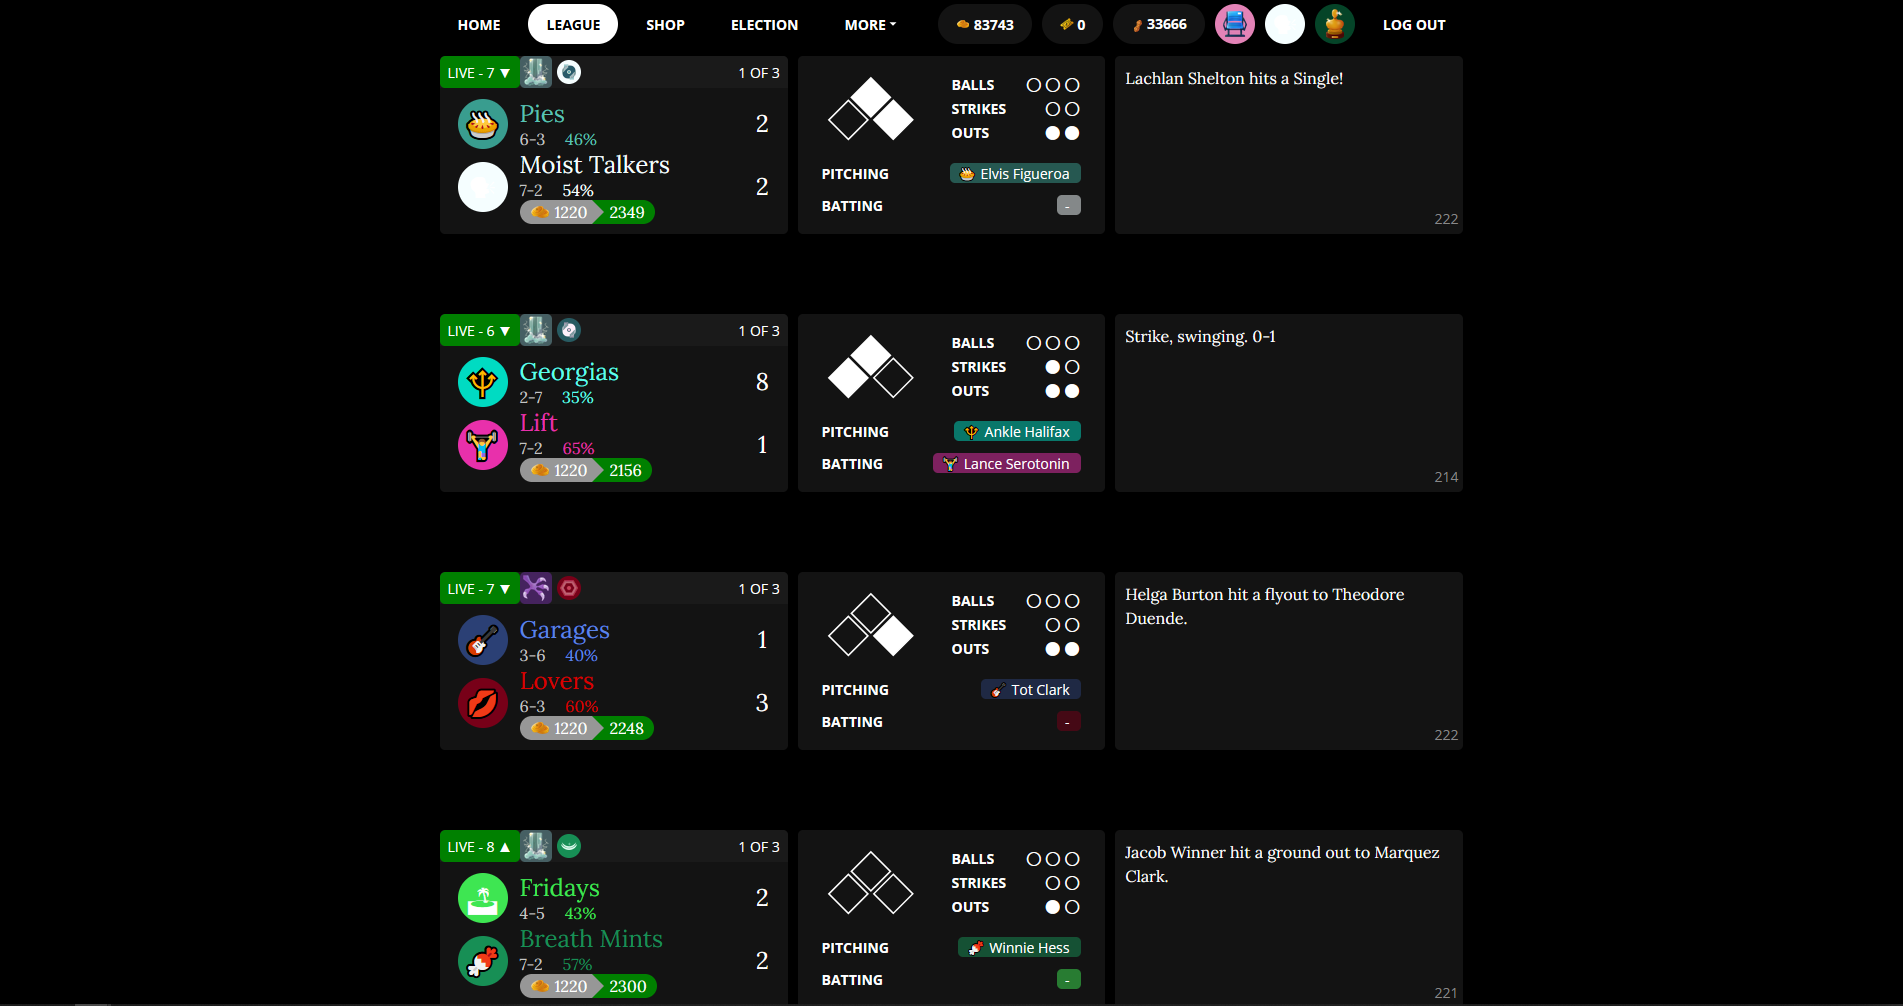 HOME LEAGUE SHOP ELECTION MORE 83743 0 33666 LOG OUT
LIVE - 7 ▼ 1 OF 3
Pies
6-3 46%
2
Moist Talkers
7-2 54%
2
1220 2349
BALLS
STRIKES
OUTS
PITCHING Elvis Figueroa
BATTING -
Lachlan Shelton hits a Single!
222
LIVE - 6 ▼ 1 OF 3
Georgias
2-7 35%
8
Lift
7-2 65%
1
1220 2156
BALLS
STRIKES
OUTS
PITCHING Ankle Halifax
BATTING Lance Serotonin
Strike, swinging. 0-1
214
LIVE - 7 ▼ 1 OF 3
Garages
3-6 40%
1
Lovers
6-3 60%
3
1220 2248
BALLS
STRIKES
OUTS
PITCHING Tot Clark
BATTING -
Helga Burton hit a flyout to Theodore
Duende.
222
LIVE - 8 ▲ 1 OF 3
Fridays
4-5 43%
2
Breath Mints
7-2 57%
2
1220 2300
BALLS
STRIKES
OUTS
PITCHING Winnie Hess
BATTING -
Jacob Winner hit a ground out to Marquez
Clark.
221